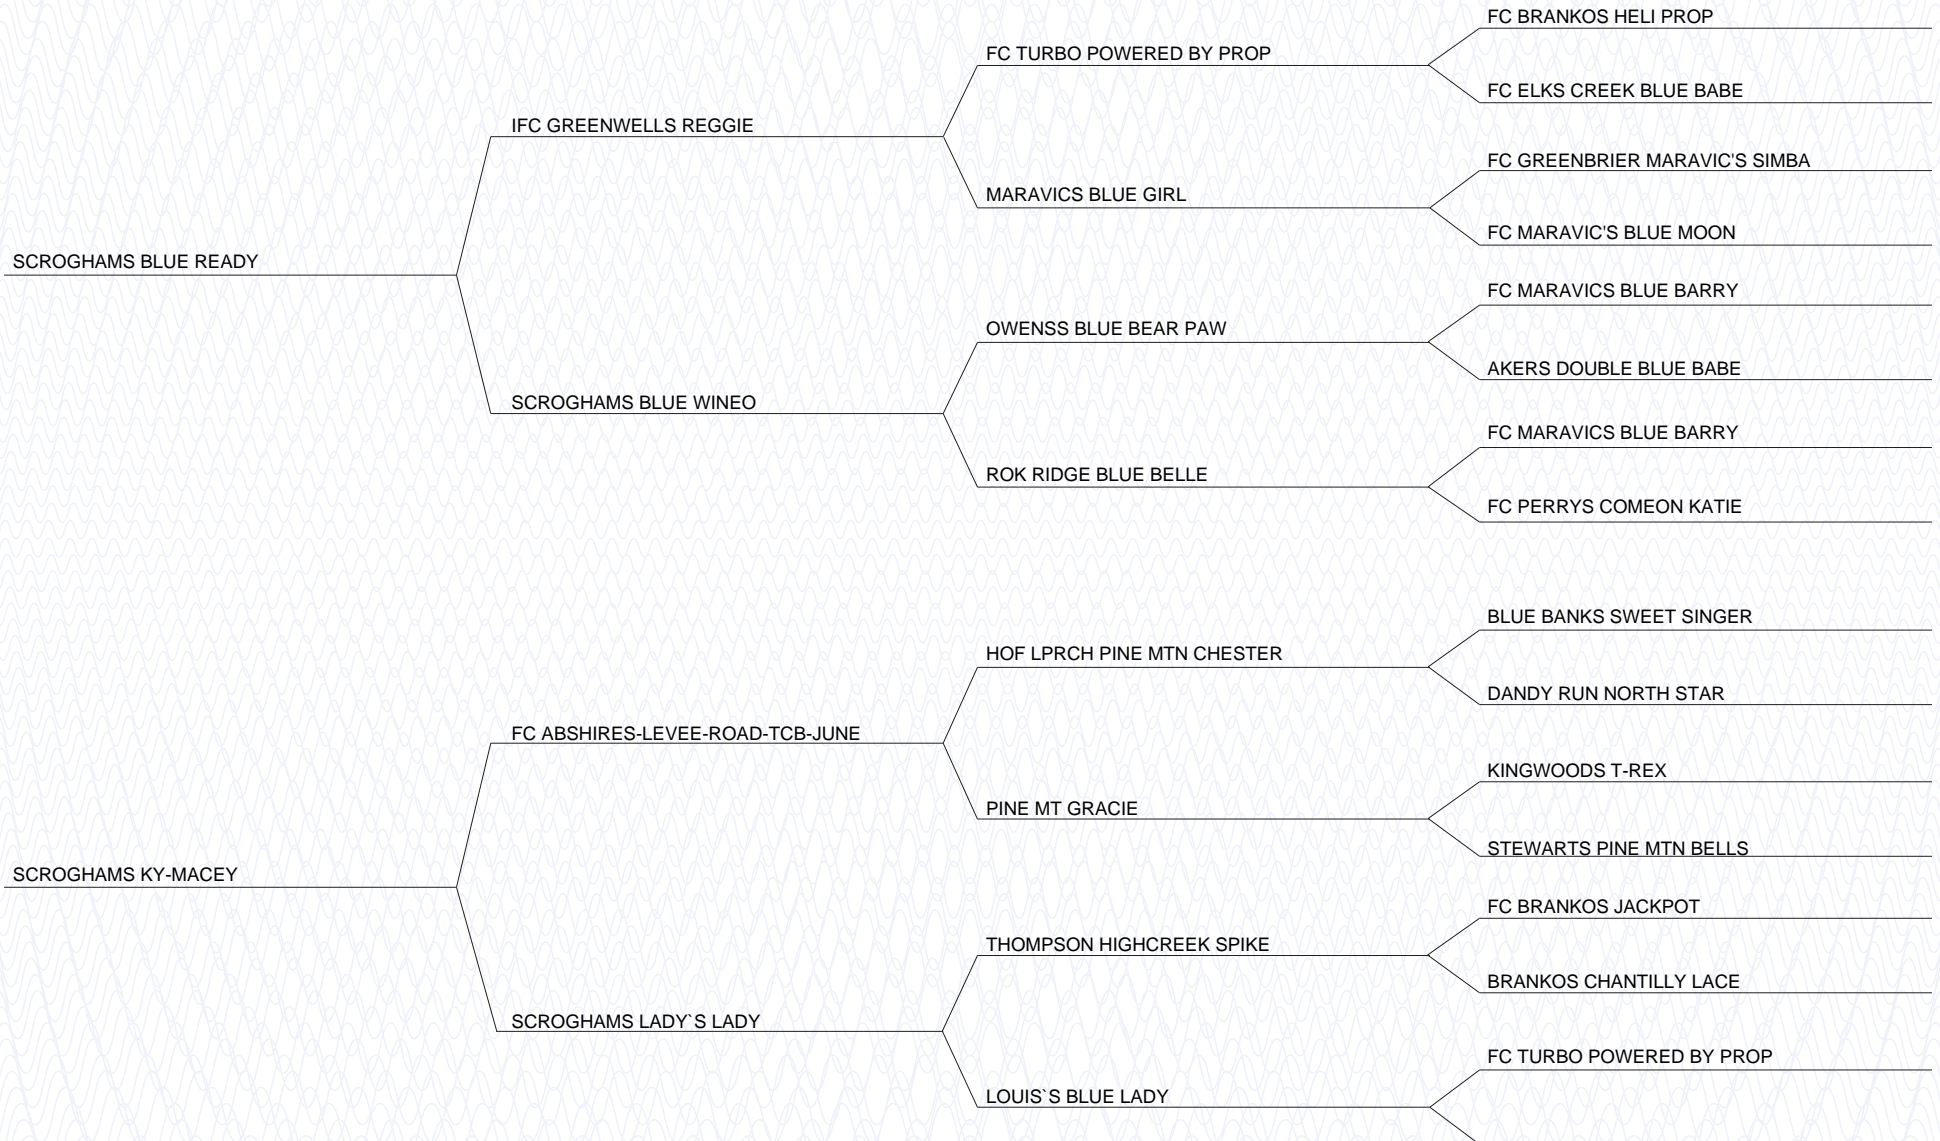 FC BRANKOS HELI PROP
FC TURBO POWERED BY PROP
FC ELKS CREEK BLUE BABE
IFC GREENWELLS REGGIE
FC GREENBRIER MARAVIC'S SIMBA
MARAVICS BLUE GIRL
FC MARAVIC'S BLUE MOON
SCROGHAMS BLUE READY
FC MARAVICS BLUE BARRY
OWENSS BLUE BEAR PAW
AKERS DOUBLE BLUE BABE
SCROGHAMS BLUE WINEO
FC MARAVICS BLUE BARRY
ROK RIDGE BLUE BELLE
FC PERRYS COMEON KATIE
BLUE BANKS SWEET SINGER
HOF LPRCH PINE MTN CHESTER
DANDY RUN NORTH STAR
FC ABSHIRES-LEVEE-ROAD-TCB-JUNE
KINGWOODS T-REX
PINE MT GRACIE
STEWARTS PINE MTN BELLS
SCROGHAMS KY-MACEY
FC BRANKOS JACKPOT
THOMPSON HIGHCREEK SPIKE
BRANKOS CHANTILLY LACE
SCROGHAMS LADY`S LADY
FC TURBO POWERED BY PROP
LOUIS`S BLUE LADY